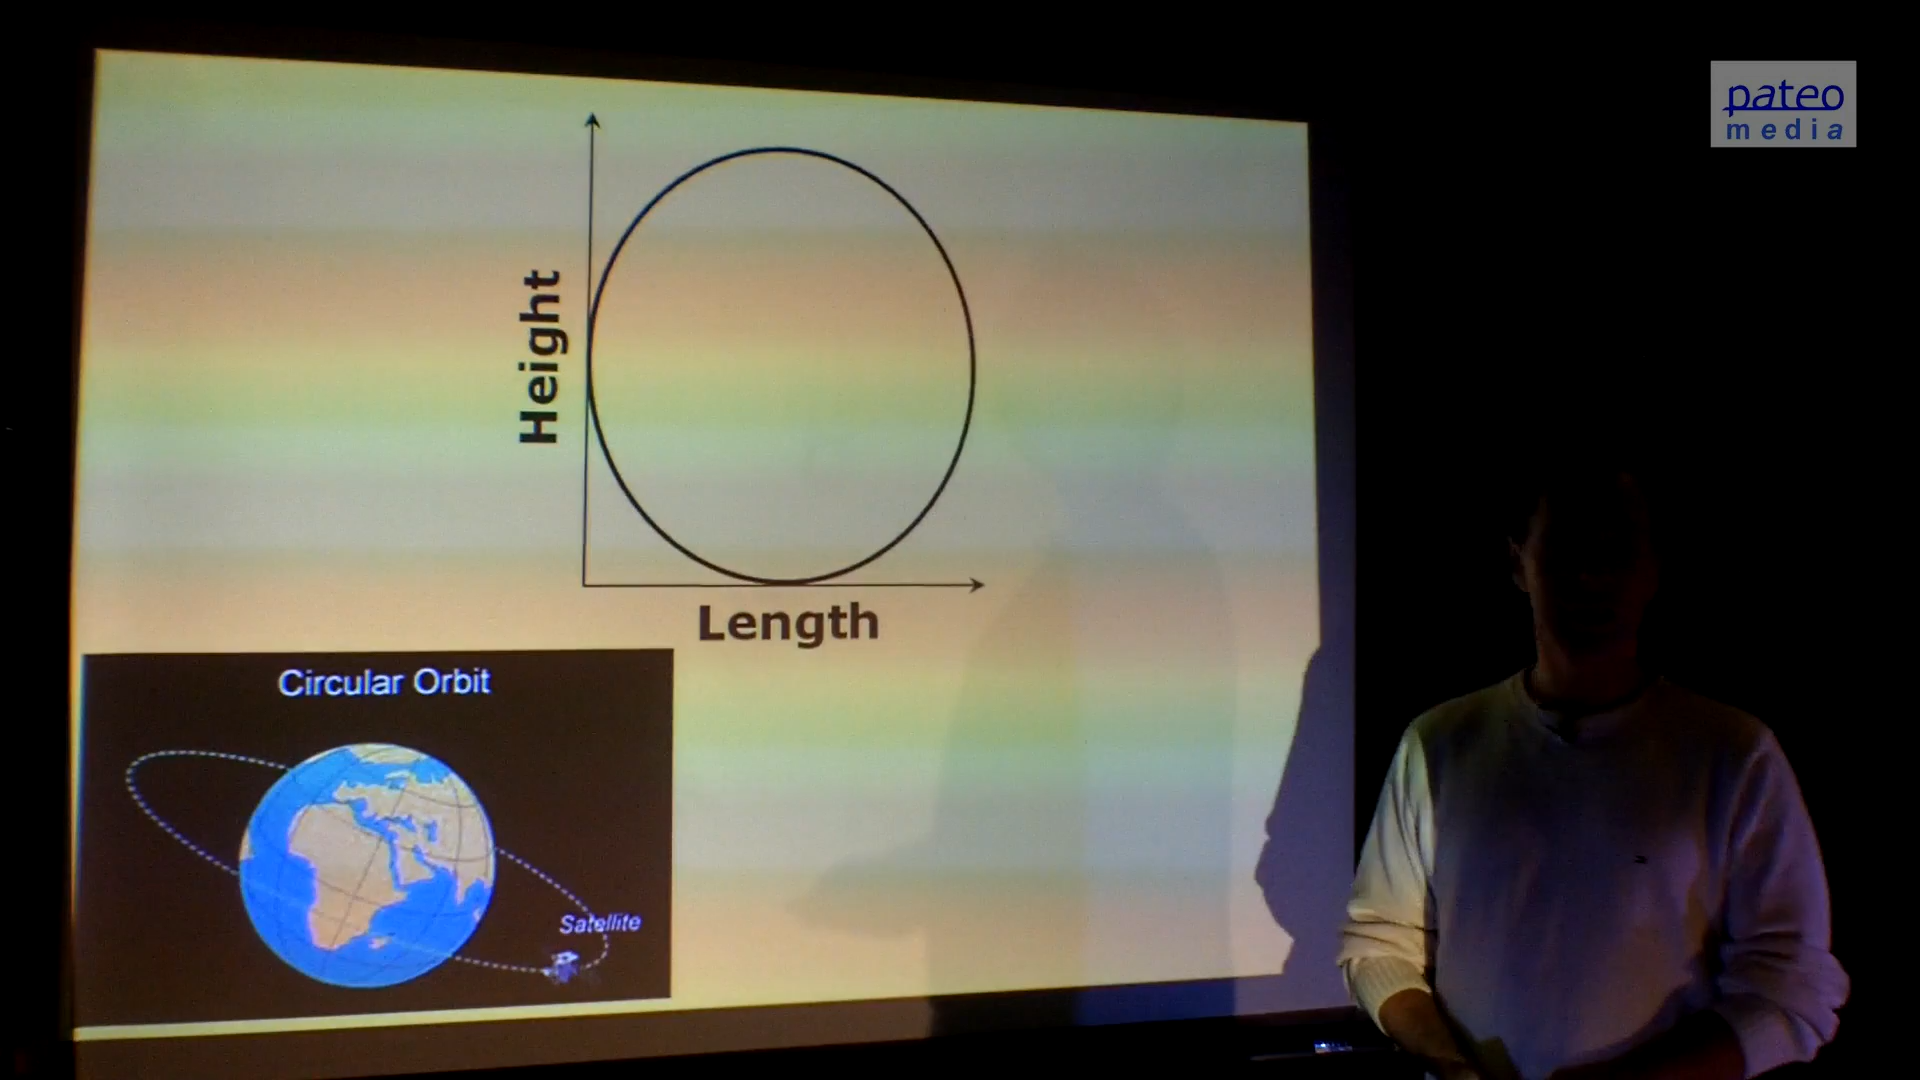 pateo
media
Height
Length
Circular Orbit
Satellite